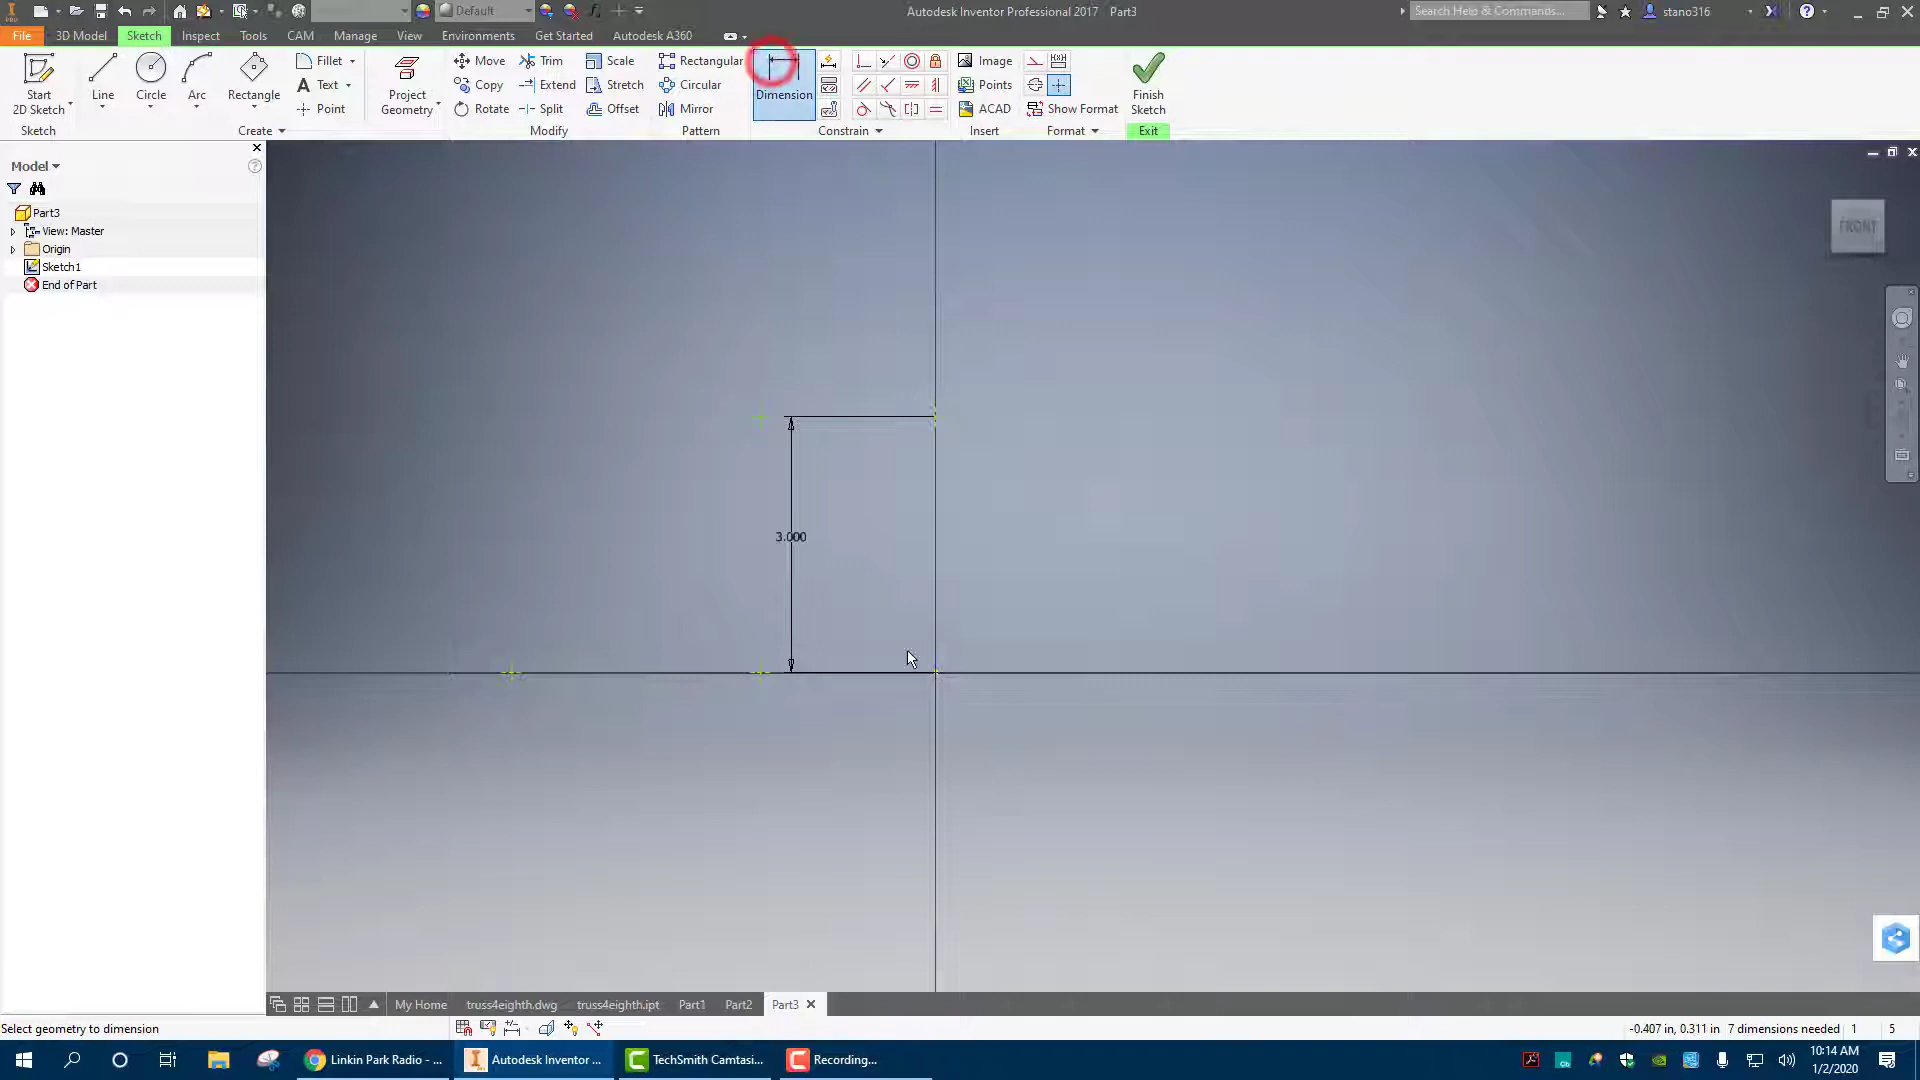 Default
Autodesk Inventor Professional 2017 Part3
Search Help & Commands...
stano316
File 3D Model Sketch Inspect Tools CAM Manage View Environments Get Started Autodesk A360
Start
2D Sketch
Line
Circle
Arc
Rectangle
Fillet
Text
Point
Project
Geometry
Move
Copy
Rotate
Trim
Extend
Split
Scale
Stretch
Offset
Rectangular
Circular
Mirror
Dimension
Image
Points
ACAD
Show Format
Finish
Sketch
Sketch Create Modify Pattern Constrain Insert Format Exit
Model
Part3
View: Master
Origin
Sketch1
End of Part
FRONT
3.000
My Home truss4eighth.dwg truss4eighth.ipt Part1 Part2 Part3
Select geometry to dimension
-0.407 in, 0.311 in 7 dimensions needed 1 5
Linkin Park Radio - ...
Autodesk Inventor ...
TechSmith Camtasi...
Recording...
10:14 AM
1/2/2020